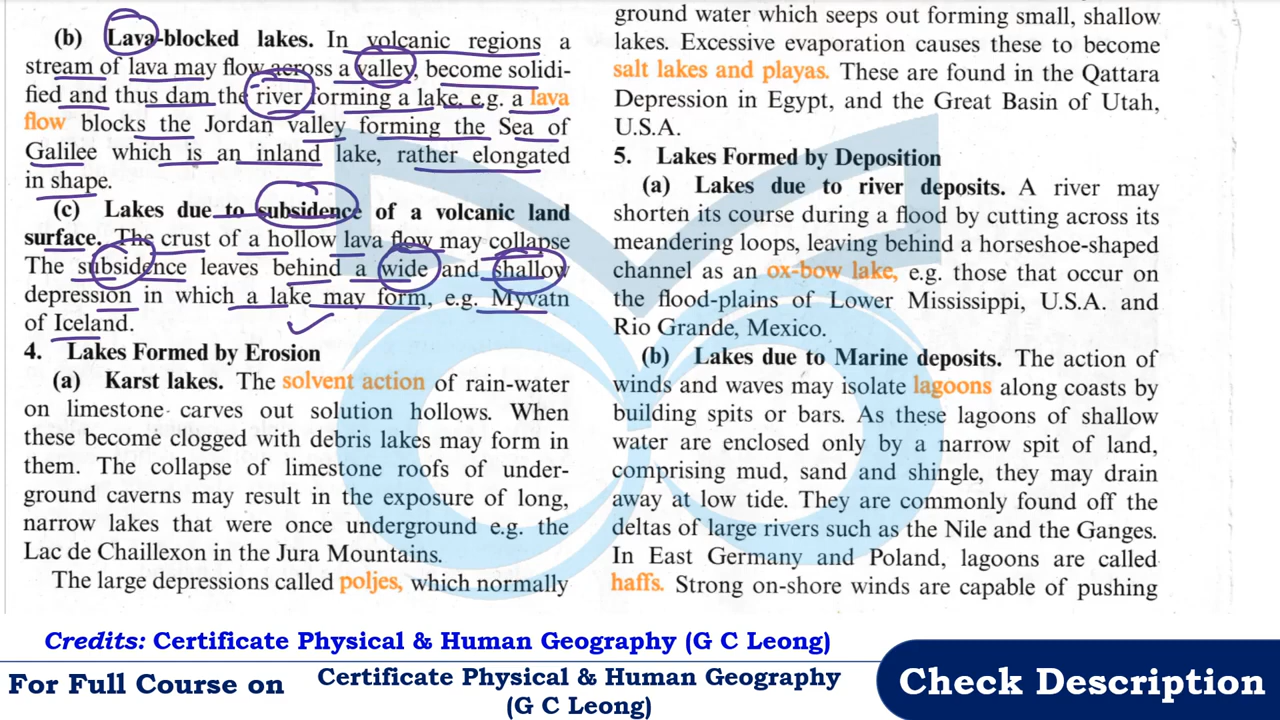 (b) Lava-blocked lakes. In volcanic regions a
stream of lava may flow across a valley, become solidi-
fied and thus dam the river forming a lake. e.g. a lava
flow blocks the Jordan valley forming the Sea of
Galilee which is an inland lake, rather elongated
in shape.
(c) Lakes due to subsidence of a volcanic land
surface. The crust of a hollow lava flow may collapse
The subsidence leaves behind a wide and shallow
depression in which a lake may form, e.g. Myvatn
of Iceland.
4. Lakes Formed by Erosion
(a) Karst lakes. The solvent action of rain-water
on limestone carves out solution hollows. When
these become clogged with debris lakes may form in
them. The collapse of limestone roofs of under-
ground caverns may result in the exposure of long,
narrow lakes that were once underground e.g. the
Lac de Chaillexon in the Jura Mountains.
The large depressions called poljes, which normally
ground water which seeps out forming small, shallow
lakes. Excessive evaporation causes these to become
salt lakes and playas. These are found in the Qattara
Depression in Egypt, and the Great Basin of Utah,
U.S.A.
5. Lakes Formed by Deposition
(a) Lakes due to river deposits. A river may
shorten its course during a flood by cutting across its
meandering loops, leaving behind a horseshoe-shaped
channel as an ox-bow lake, e.g. those that occur on
the flood-plains of Lower Mississippi, U.S.A. and
Rio Grande, Mexico.
(b) Lakes due to Marine deposits. The action of
winds and waves may isolate lagoons along coasts by
building spits or bars. As these lagoons of shallow
water are enclosed only by a narrow spit of land,
comprising mud, sand and shingle, they may drain
away at low tide. They are commonly found off the
deltas of large rivers such as the Nile and the Ganges.
In East Germany and Poland, lagoons are called
haffs. Strong on-shore winds are capable of pushing
Credits: Certificate Physical & Human Geography (G C Leong)
For Full Course on
Certificate Physical & Human Geography
(G C Leong)
Check Description